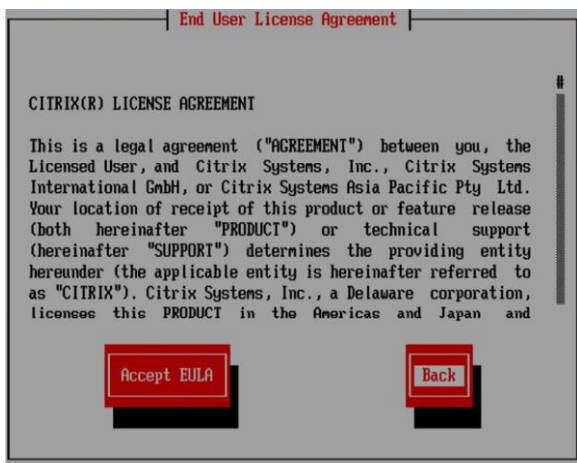 End User License Agreement
#
CITRIX(R) LICENSE AGREEMENT
This is a legal agreement ("AGREEMENT") between you, the
Licensed User, and Citrix Systems, Inc., Citrix Systems
International GmbH, or Citrix Systems Asia Pacific Pty Ltd.
Your location of receipt of this product or feature release
(both hereinafter "PRODUCT") or technical support
(hereinafter "SUPPORT") determines the providing entity
hereunder (the applicable entity is hereinafter referred to
as "CITRIX"). Citrix Systems, Inc., a Delaware corporation,
licenses this PRODUCT in the Americas and Japan and
Accept EULA
Back